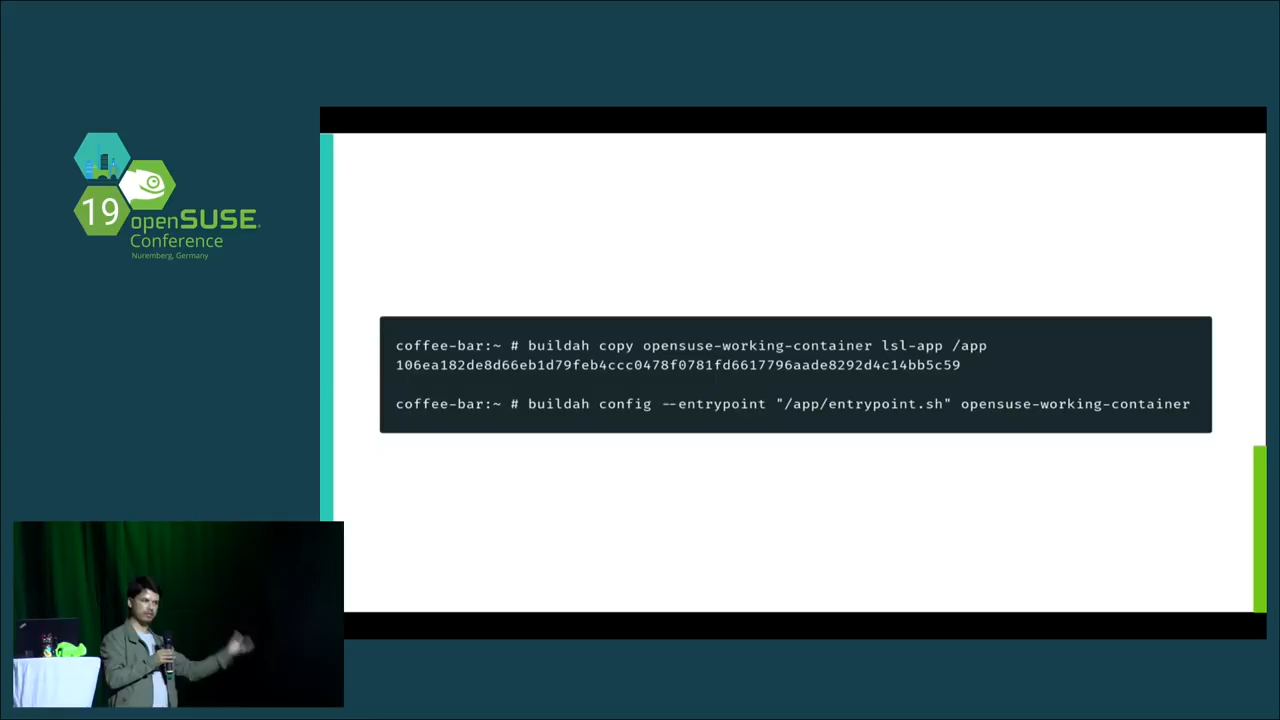 19
openSUSE
Conference
Nuremberg, Germany
coffee-bar:~ # buildah copy opensuse-working-container lsl-app /app
106ea182de8d66eb1d79feb4ccc0478f0781fd6617796aade8292d4c14bb5c59
coffee-bar:~ # buildah config --entrypoint "/app/entrypoint.sh" opensuse-working-container